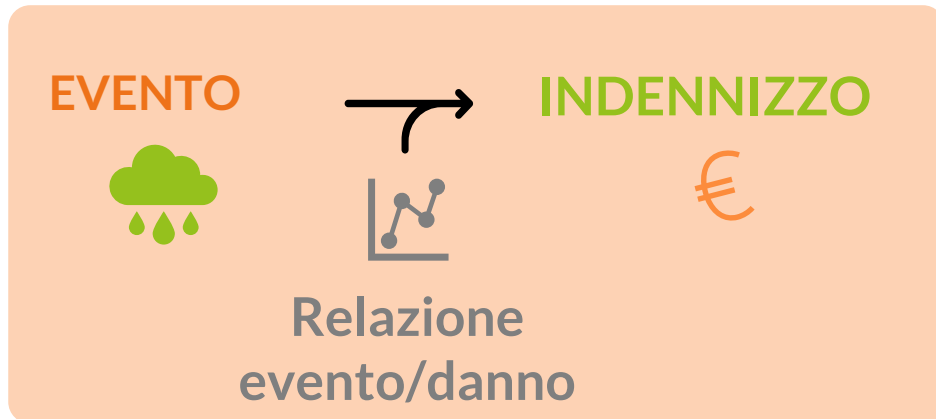 EVENTO
INDENNIZZO
€
Relazione
evento/danno